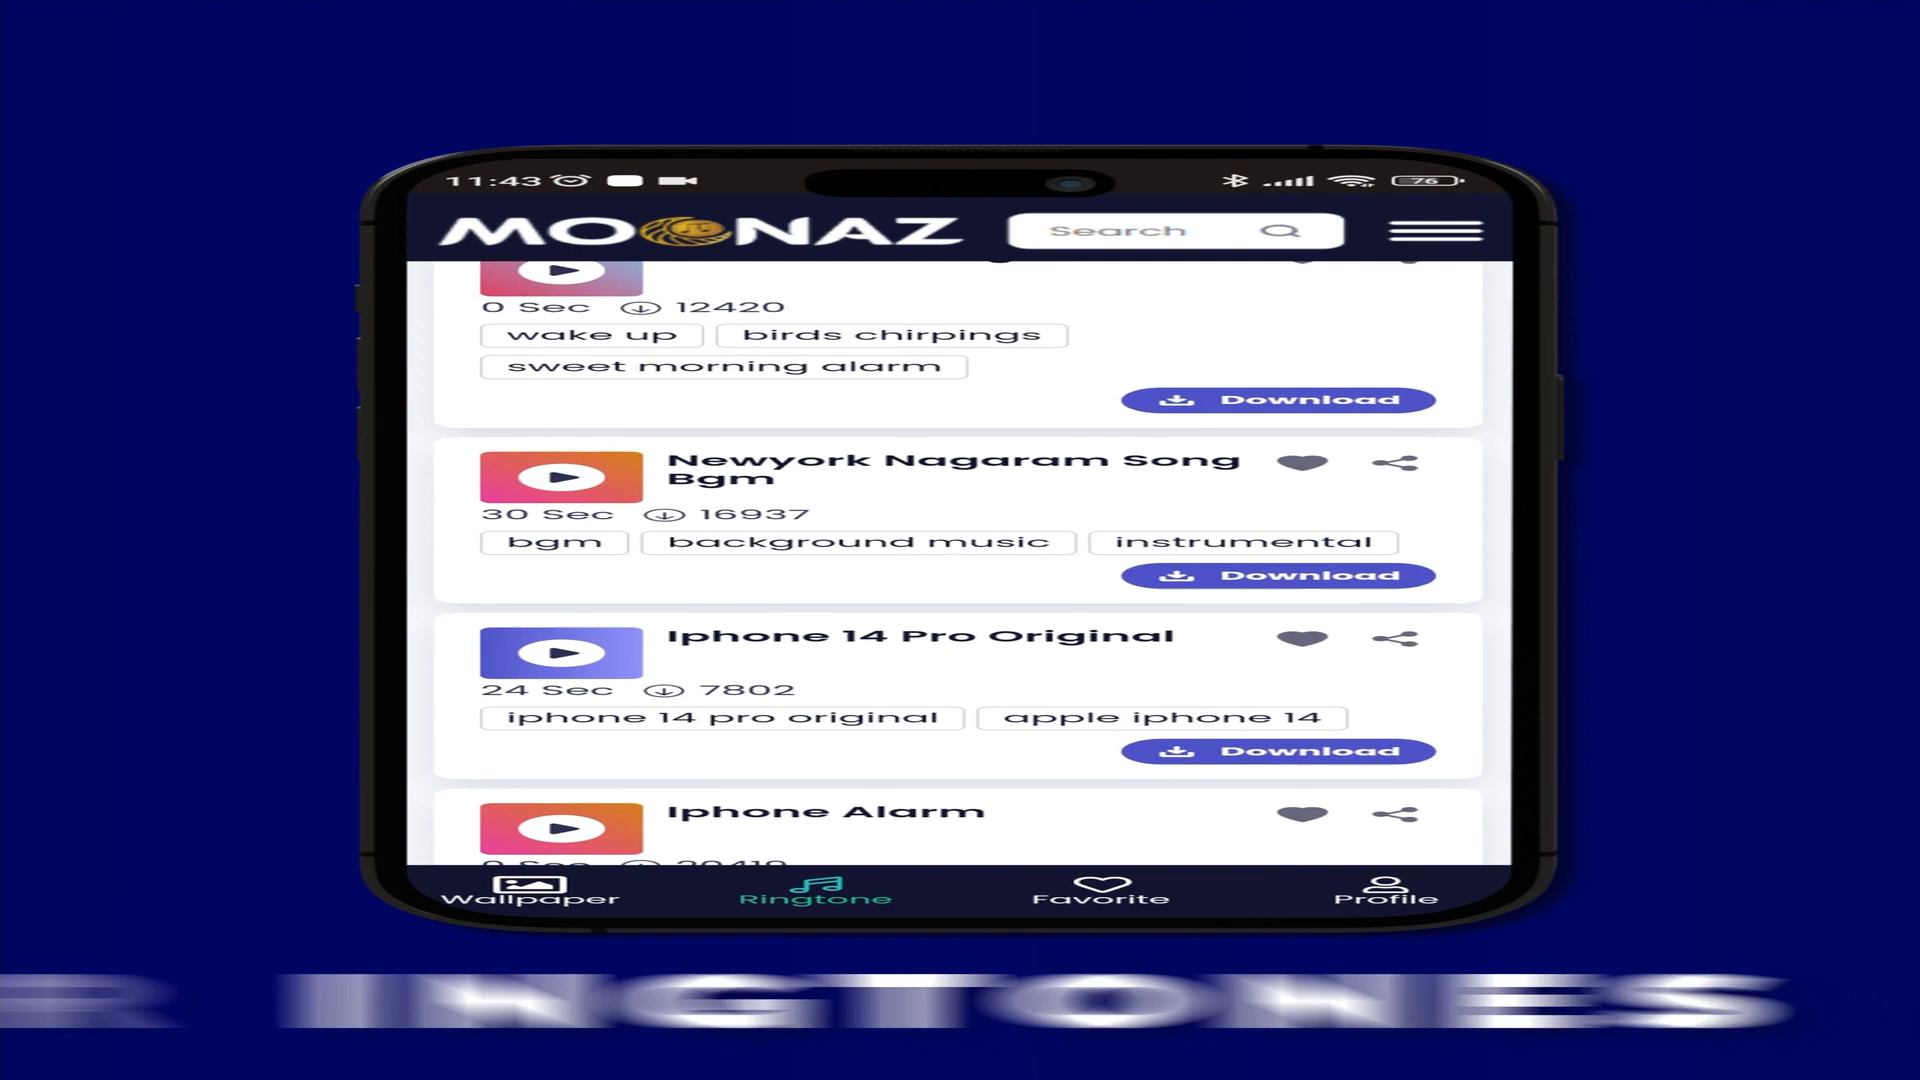 11:43
76
MOONAZ
Search
0 Sec 12420
wake up birds chirpings
sweet morning alarm
Download
Newyork Nagaram Song
Bgm
30 Sec 16937
bgm background music instrumental
Download
Iphone 14 Pro Original
24 Sec 7802
iphone 14 pro original apple iphone 14
Download
Iphone Alarm
Wallpaper Ringtone Favorite Profile
RINGTONES